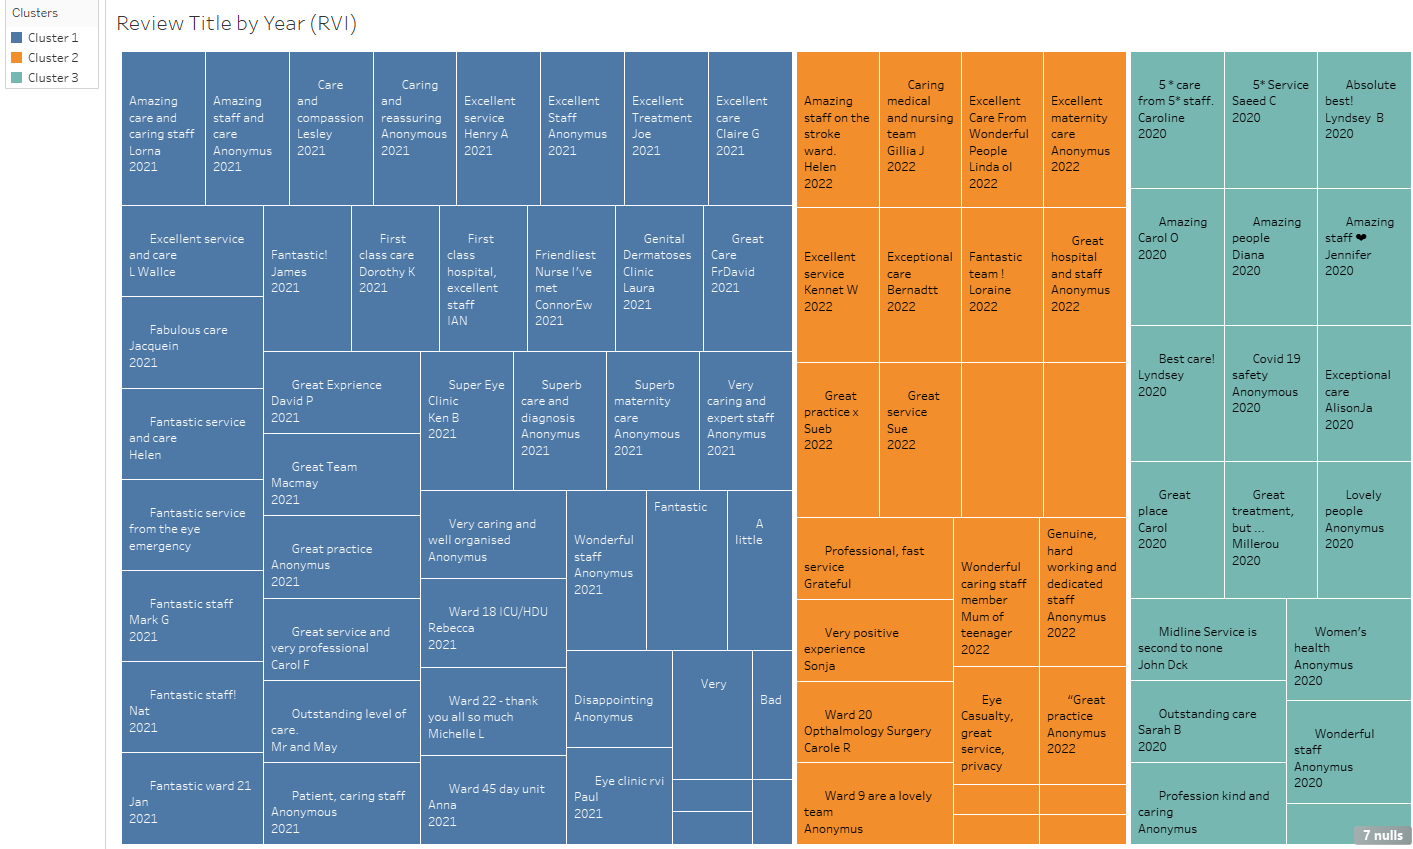 Clusters
Cluster 1
Cluster 2
Cluster 3
Review Title by Year (RVI)
Amazing
care and
caring staff
Lorna
2021
Amazing
staff and
care
Anonymus
2021
Care
and
compassion
Lesley
2021
Caring
and
reassuring
Anonymous
2021
Excellent
service
Henry A
2021
Excellent
Staff
Anonymus
2021
Excellent
Treatment
Joe
2021
Excellent
care
Claire G
2021
Excellent service
and care
L Wallce
Fabulous care
Jacquein
2021
Fantastic service
and care
Helen
Fantastic service
from the eye
emergency
Fantastic staff
Mark G
2021
Fantastic staff!
Nat
2021
Fantastic ward 21
Jan
2021
Fantastic!
James
2021
First
class care
Dorothy K
2021
First
class
hospital,
excellent
staff
IAN
Friendliest
Nurse I've
met
ConnorEw
2021
Genital
Dermatoses
Clinic
Laura
2021
Great
Care
FrDavid
2021
Great Exprience
David P
2021
Great Team
Macmay
2021
Great practice
Anonymus
2021
Great service and
very professional
Carol F
Outstanding level of
care.
Mr and May
Patient, caring staff
Anonymous
2021
Super Eye
Clinic
Ken B
2021
Superb
care and
diagnosis
Anonymus
2021
Superb
maternity
care
Anonymous
2021
Very
caring and
expert staff
Anonymus
2021
Very caring and
well organised
Anonymus
Ward 18 ICU/HDU
Rebecca
2021
Ward 22 - thank
you all so much
Michelle L
Ward 45 day unit
Anna
2021
Wonderful
staff
Anonymus
2021
Fantastic
A
little
Disappointing
Anonymus
Eye clinic rvi
Paul
2021
Very
Bad
Amazing
staff on the
stroke
ward.
Helen
2022
Caring
medical
and nursing
team
Gillia J
2022
Excellent
Care From
Wonderful
People
Linda ol
2022
Excellent
maternity
care
Anonymus
2022
Excellent
service
Kennet W
2022
Exceptional
care
Bernadtt
2022
Fantastic
team !
Loraine
2022
Great
hospital
and staff
Anonymus
2022
Great
practice x
Sueb
2022
Great
service
Sue
2022
Professional, fast
service
Grateful
Very positive
experience
Sonja
Ward 20
Opthalmology Surgery
Carole R
Ward 9 are a lovely
team
Anonymus
Wonderful
caring staff
member
Mum of
teenager
2022
Genuine,
hard
working and
dedicated
staff
Anonymus
2022
Eye
Casualty,
great
service,
privacy
“Great
practice
Anonymus
2022
5 * care
from 5* staff.
Caroline
2020
5* Service
Saeed C
2020
Absolute
best!
Lyndsey B
2020
Amazing
Carol O
2020
Amazing
people
Diana
2020
Amazing
staff ❤
Jennifer
2020
Best care!
Lyndsey
2020
Covid 19
safety
Anonymous
2020
Exceptional
care
AlisonJa
2020
Great
place
Carol
2020
Great
treatment,
but ...
Millerou
2020
Lovely
people
Anonymus
2020
Midline Service is
second to none
John Dck
Outstanding care
Sarah B
2020
Profession kind and
caring
Anonymus
Women's
health
Anonymus
2020
Wonderful
staff
Anonymus
2020
7 nulls